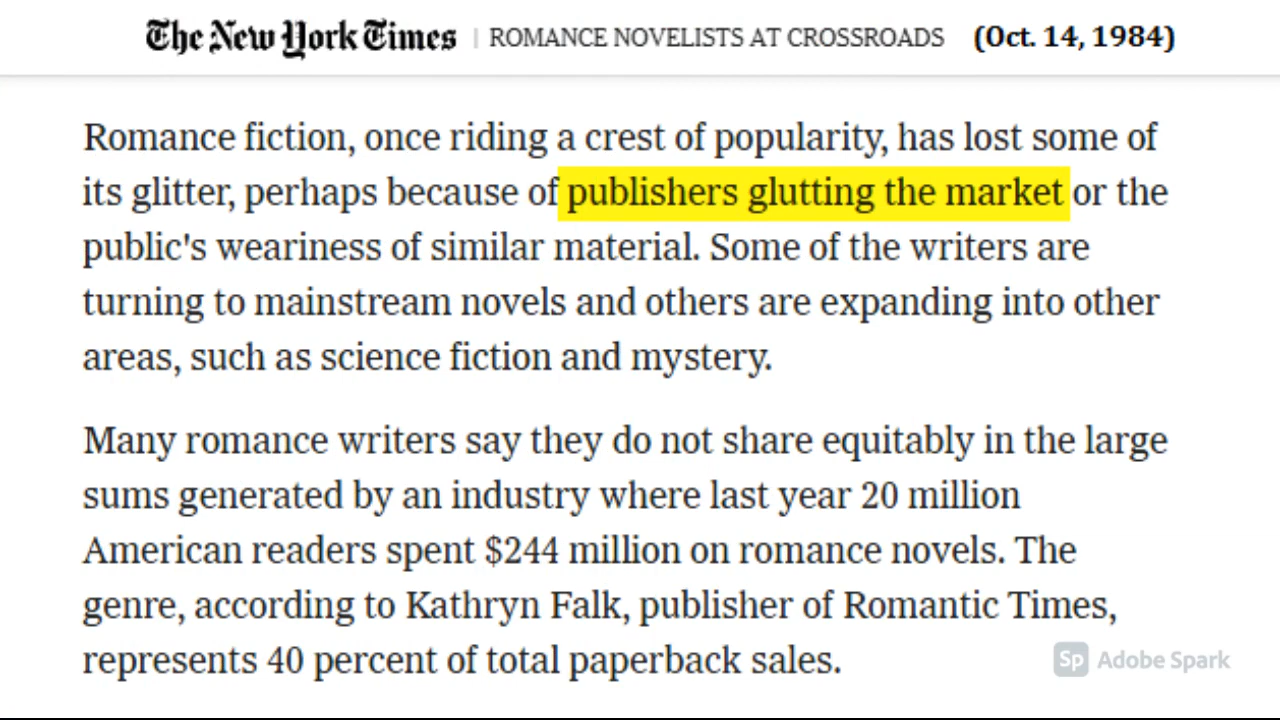 The New York Times | ROMANCE NOVELISTS AT CROSSROADS (Oct. 14, 1984)
Romance fiction, once riding a crest of popularity, has lost some of
its glitter, perhaps because of publishers glutting the market or the
public's weariness of similar material. Some of the writers are
turning to mainstream novels and others are expanding into other
areas, such as science fiction and mystery.
Many romance writers say they do not share equitably in the large
sums generated by an industry where last year 20 million
American readers spent $244 million on romance novels. The
genre, according to Kathryn Falk, publisher of Romantic Times,
represents 40 percent of total paperback sales.
Sp Adobe Spark